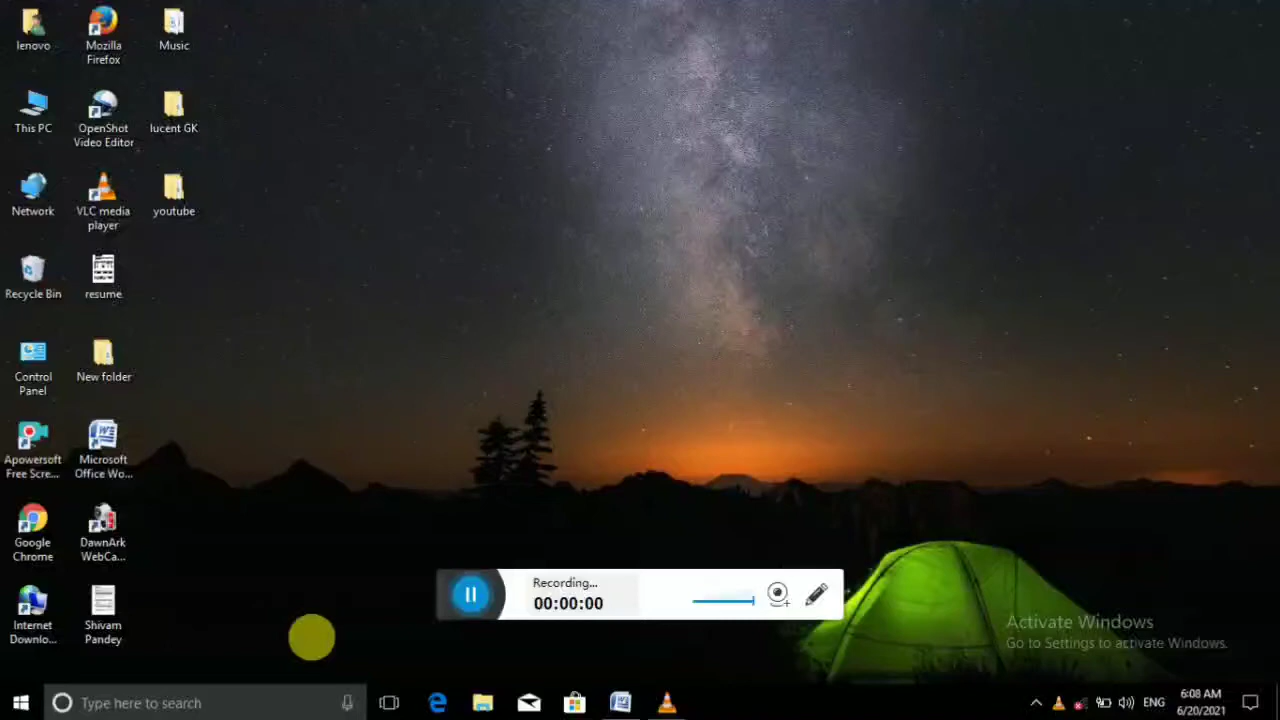 lenovo
Mozilla
Firefox
Music
This PC
OpenShot
Video Editor
lucent GK
Network
VLC media
player
youtube
Recycle Bin
resume
Control
Panel
New folder
Apowersoft
Free Scre...
Microsoft
Office Wo...
Google
Chrome
DawnArk
WebCa...
Internet
Downlo...
Shivam
Pandey
Recording...
00:00:00
Activate Windows
Go to Settings to activate Windows.
Type here to search
ENG
6:08 AM
6/20/2021